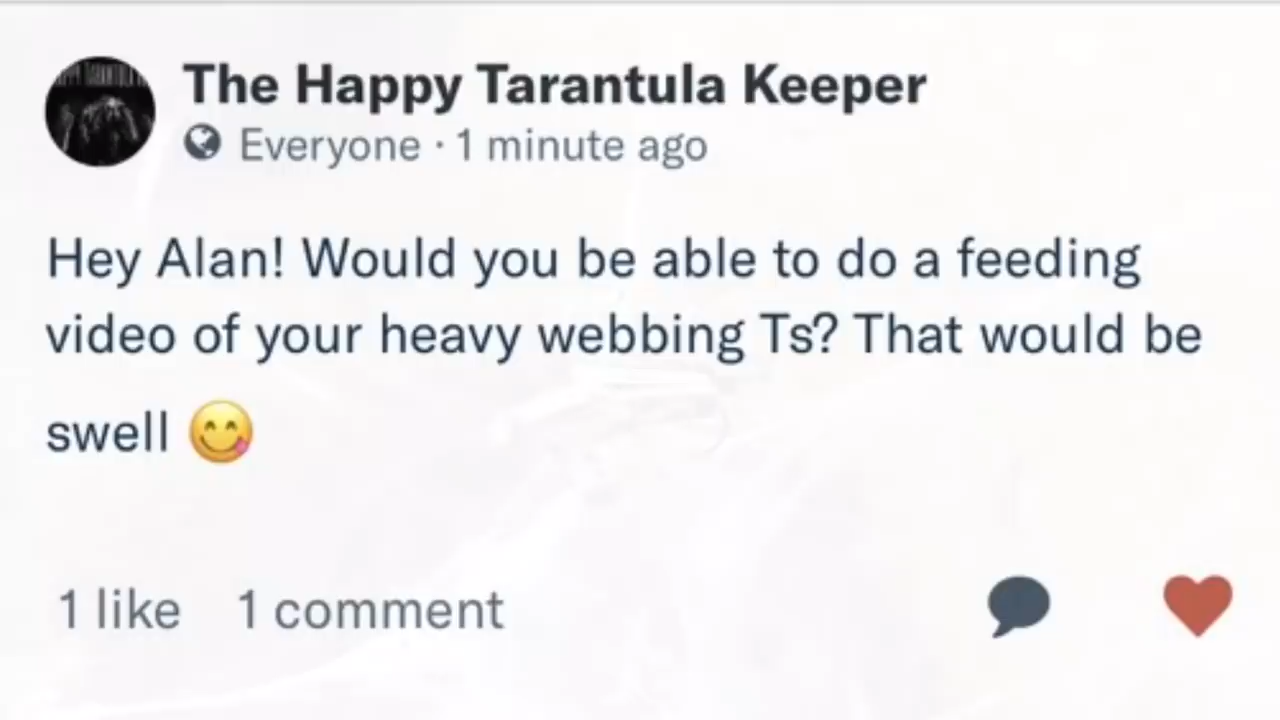 The Happy Tarantula Keeper
Everyone · 1 minute ago
Hey Alan! Would you be able to do a feeding
video of your heavy webbing Ts? That would be
swell 😋
1 like 1 comment